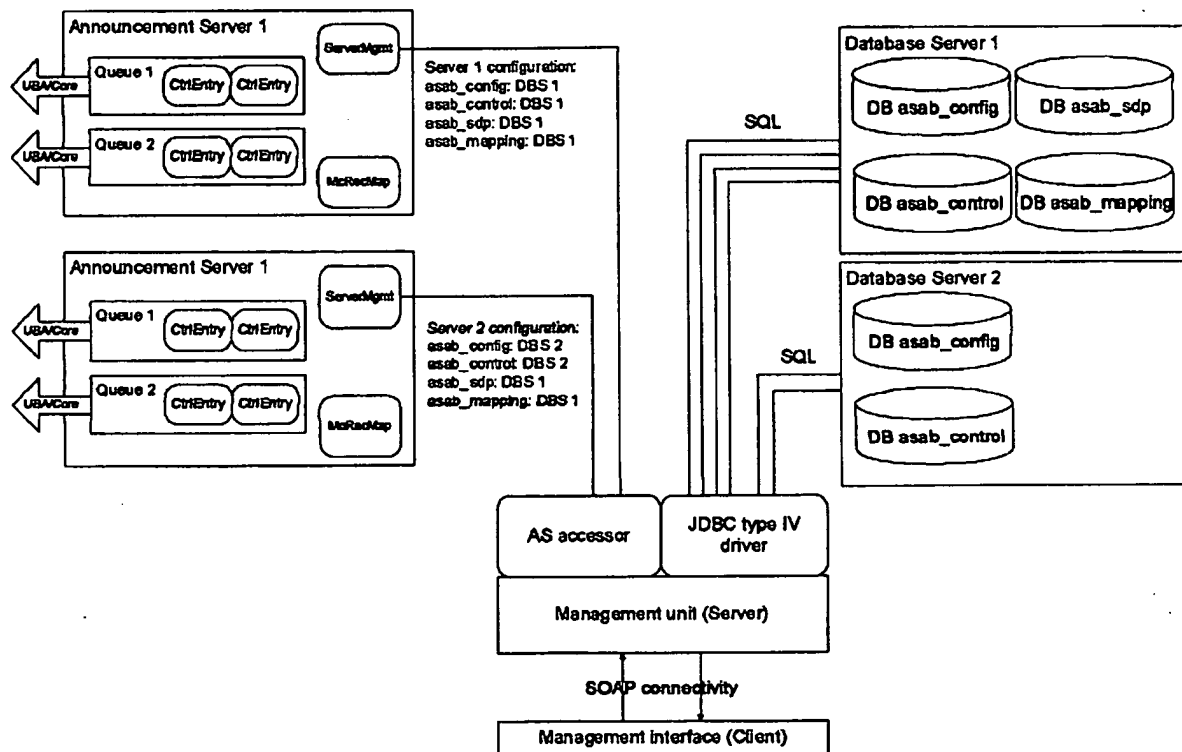 Announcement Server 1
ServerMgmt
Queue 1
CtrlEntry
CtrlEntry
USA/Core
Queue 2
CtrlEntry
CtrlEntry
USA/Core
McRecMap
Server 1 configuration:
asab_config: DBS 1
asab_control: DBS 1
asab_sdp: DBS 1
asab_mapping: DBS 1
Announcement Server 1
ServerMgmt
Queue 1
CtrlEntry
CtrlEntry
USA/Core
Queue 2
CtrlEntry
CtrlEntry
USA/Core
McRecMap
Server 2 configuration:
asab_config: DBS 2
asab_control: DBS 2
asab_sdp: DBS 1
asab_mapping: DBS 1
Database Server 1
DB asab_config
DB asab_sdp
DB asab_control
DB asab_mapping
SQL
Database Server 2
DB asab_config
DB asab_control
SQL
AS accessor
JDBC type IV
driver
Management unit (Server)
SOAP connectivity
Management interface (Client)